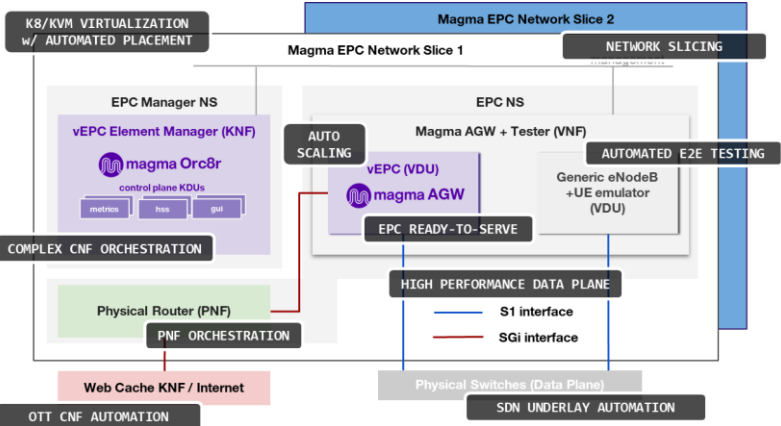 Magma EPC Network Slice 2
K8/KVM VIRTUALIZATION
w/ AUTOMATED PLACEMENT
Magma EPC Network Slice 1
NETWORK SLICING
management
EPC Manager NS
EPC NS
vEPC Element Manager (KNF)
magma Orc8r
control plane KDUs
metrics
hss
gui
COMPLEX CNF ORCHESTRATION
AUTO
SCALING
Magma AGW + Tester (VNF)
AUTOMATED E2E TESTING
vEPC (VDU)
magma AGW
Generic eNodeB
+UE emulator
(VDU)
EPC READY-TO-SERVE
HIGH PERFORMANCE DATA PLANE
Physical Router (PNF)
PNF ORCHESTRATION
S1 interface
SGi interface
Web Cache KNF / Internet
Physical Switches (Data Plane)
OTT CNF AUTOMATION
SDN UNDERLAY AUTOMATION